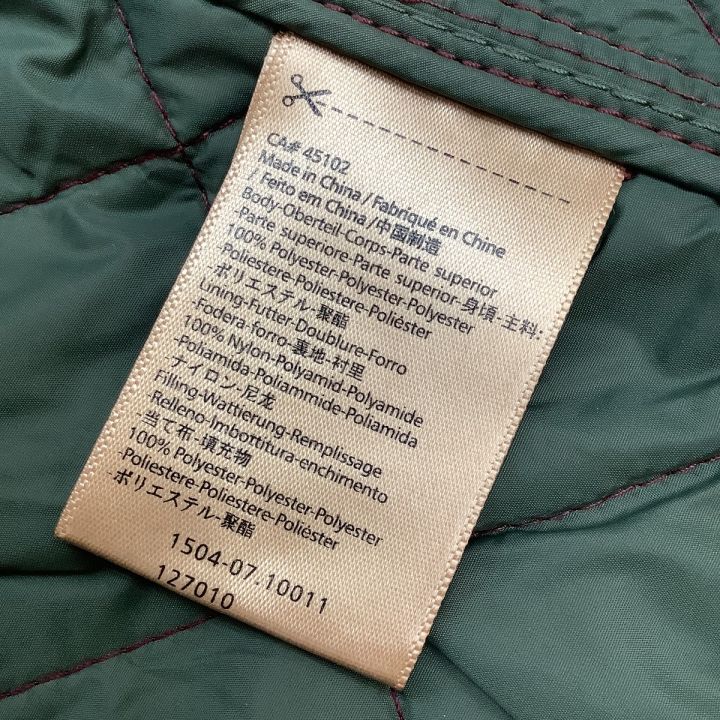 CA# 45102
Made in China / Fabriqué en Chine
/ Feito em China /中国制造
Body-Oberteil-Corps-Parte superior
-Parte superiore-Parte superior-身頃-主料:
100% Polyester-Polyester-Polyester
-Poliestere-Poliestere-Poliéster
-ポリエステル-聚酯
Lining-Futter-Doublure-Forro
-Fodera-forro-裏地-衬里
100% Nylon-Polyamid-Polyamide
-Poliamida-Poliammide-Poliamida
-ナイロン-尼龙
Filling-Wattierung-Remplissage
-Relleno-Imbottitura-enchimento
-当て布-填充物
100% Polyester-Polyester-Polyester
-Poliestere-Poliestere-Poliéster
-ポリエステル-聚酯
1504-07.10011
127010